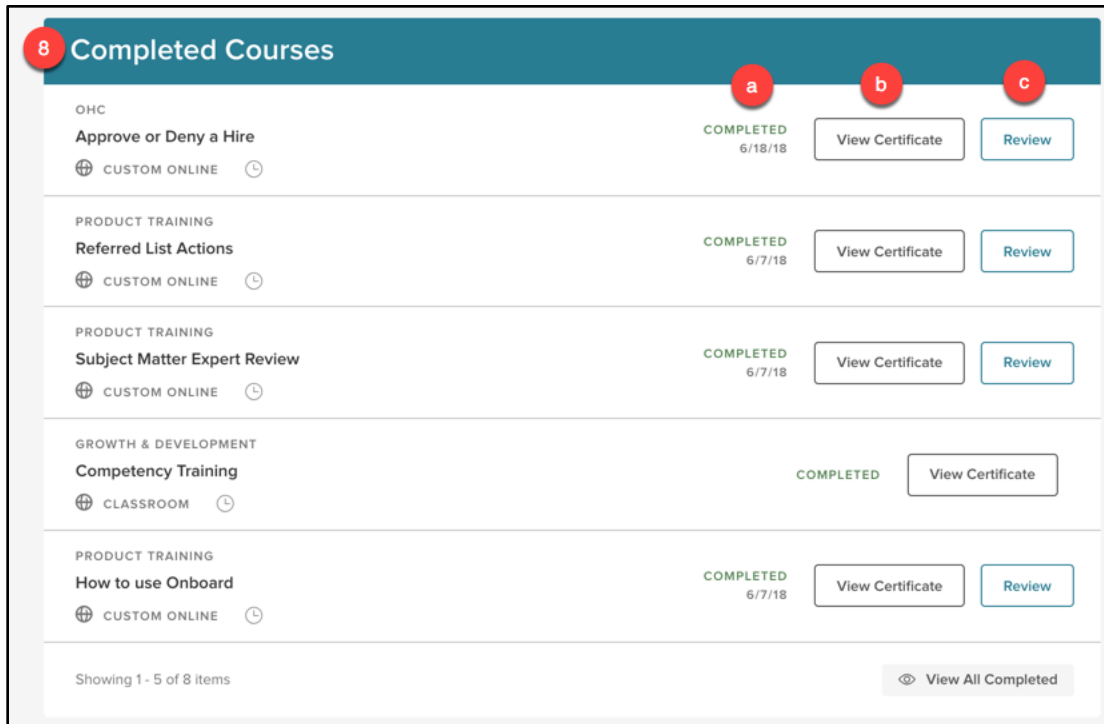 8 Completed Courses
a b c
OHC
Approve or Deny a Hire
CUSTOM ONLINE
COMPLETED
6/18/18
View Certificate
Review
PRODUCT TRAINING
Referred List Actions
CUSTOM ONLINE
COMPLETED
6/7/18
View Certificate
Review
PRODUCT TRAINING
Subject Matter Expert Review
CUSTOM ONLINE
COMPLETED
6/7/18
View Certificate
Review
GROWTH & DEVELOPMENT
Competency Training
CLASSROOM
COMPLETED
View Certificate
PRODUCT TRAINING
How to use Onboard
CUSTOM ONLINE
COMPLETED
6/7/18
View Certificate
Review
Showing 1 - 5 of 8 items
View All Completed